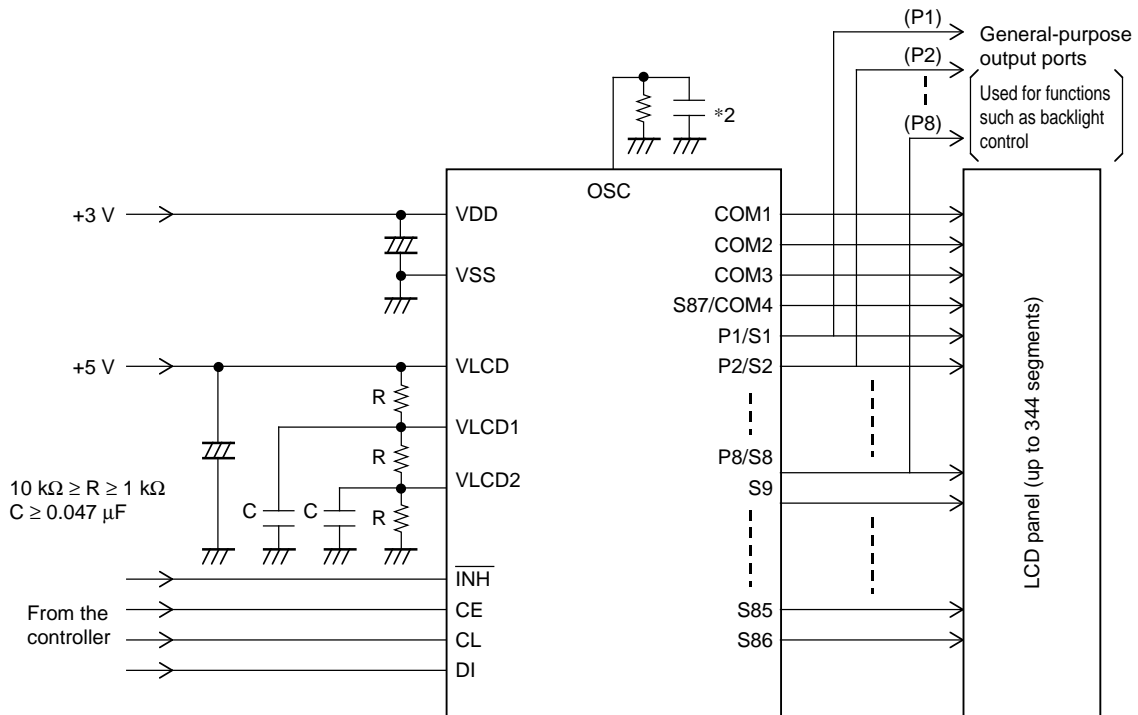 (P1)
General-purpose
output ports
(P2)
Used for functions
such as backlight
control
(P8)
*2
OSC
+3 V
VDD
VSS
+5 V
VLCD
R
VLCD1
R
VLCD2
10 kΩ ≥ R ≥ 1 kΩ
C ≥ 0.047 μF
C
C
R
INH
From the
controller
CE
CL
DI
COM1
COM2
COM3
S87/COM4
P1/S1
P2/S2
P8/S8
S9
S85
S86
LCD panel (up to 344 segments)